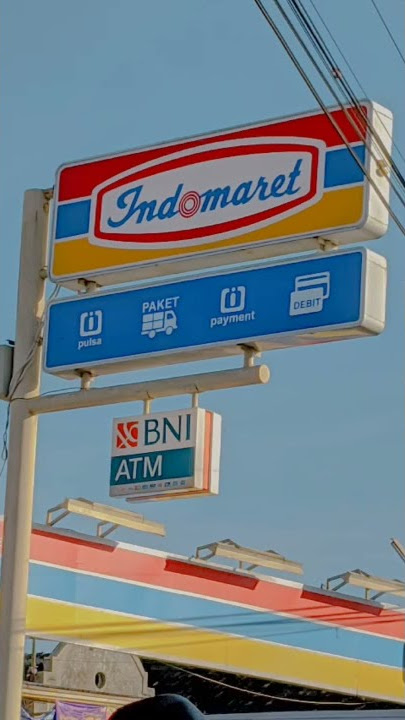 Indomaret
pulsa
PAKET
payment
DEBIT
BNI
ATM